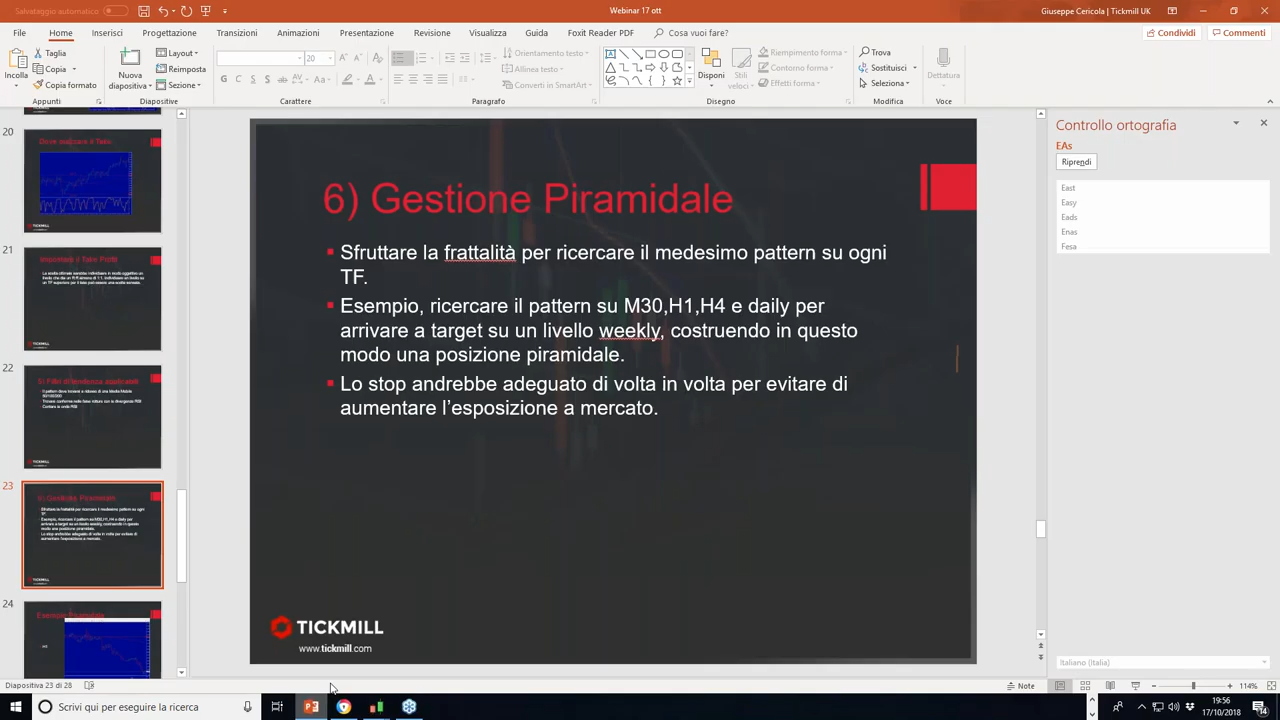 Salvataggio automatico
Webinar 17 ott
Giuseppe Cericola | Tickmill UK
File Home Inserisci Progettazione Transizioni Animazioni Presentazione Revisione Visualizza Guida Foxit Reader PDF Cosa vuoi fare?
Condividi Commenti
Incolla
Taglia
Copia
Copia formato
Nuova diapositiva
Layout
Reimposta
Sezione
20
Orientamento testo
Allinea testo
Converti in SmartArt
Disponi
Stili veloci
Riempimento forma
Contorno forma
Effetti forma
Trova
Sostituisci
Seleziona
Dettatura
Appunti Diapositive Carattere Paragrafo Disegno Modifica Voce
20
21
22
23
24
6) Gestione Piramidale
Sfruttare la frattalità per ricercare il medesimo pattern su ogni
TF.
Esempio, ricercare il pattern su M30,H1,H4 e daily per
arrivare a target su un livello weekly, costruendo in questo
modo una posizione piramidale.
Lo stop andrebbe adeguato di volta in volta per evitare di
aumentare l'esposizione a mercato.
TICKMILL
www.tickmill.com
Controllo ortografia
EAs
Riprendi
East
Easy
Eads
Enas
Fesa
Italiano (Italia)
Diapositiva 23 di 28
Note
114%
Scrivi qui per eseguire la ricerca
19:56
17/10/2018